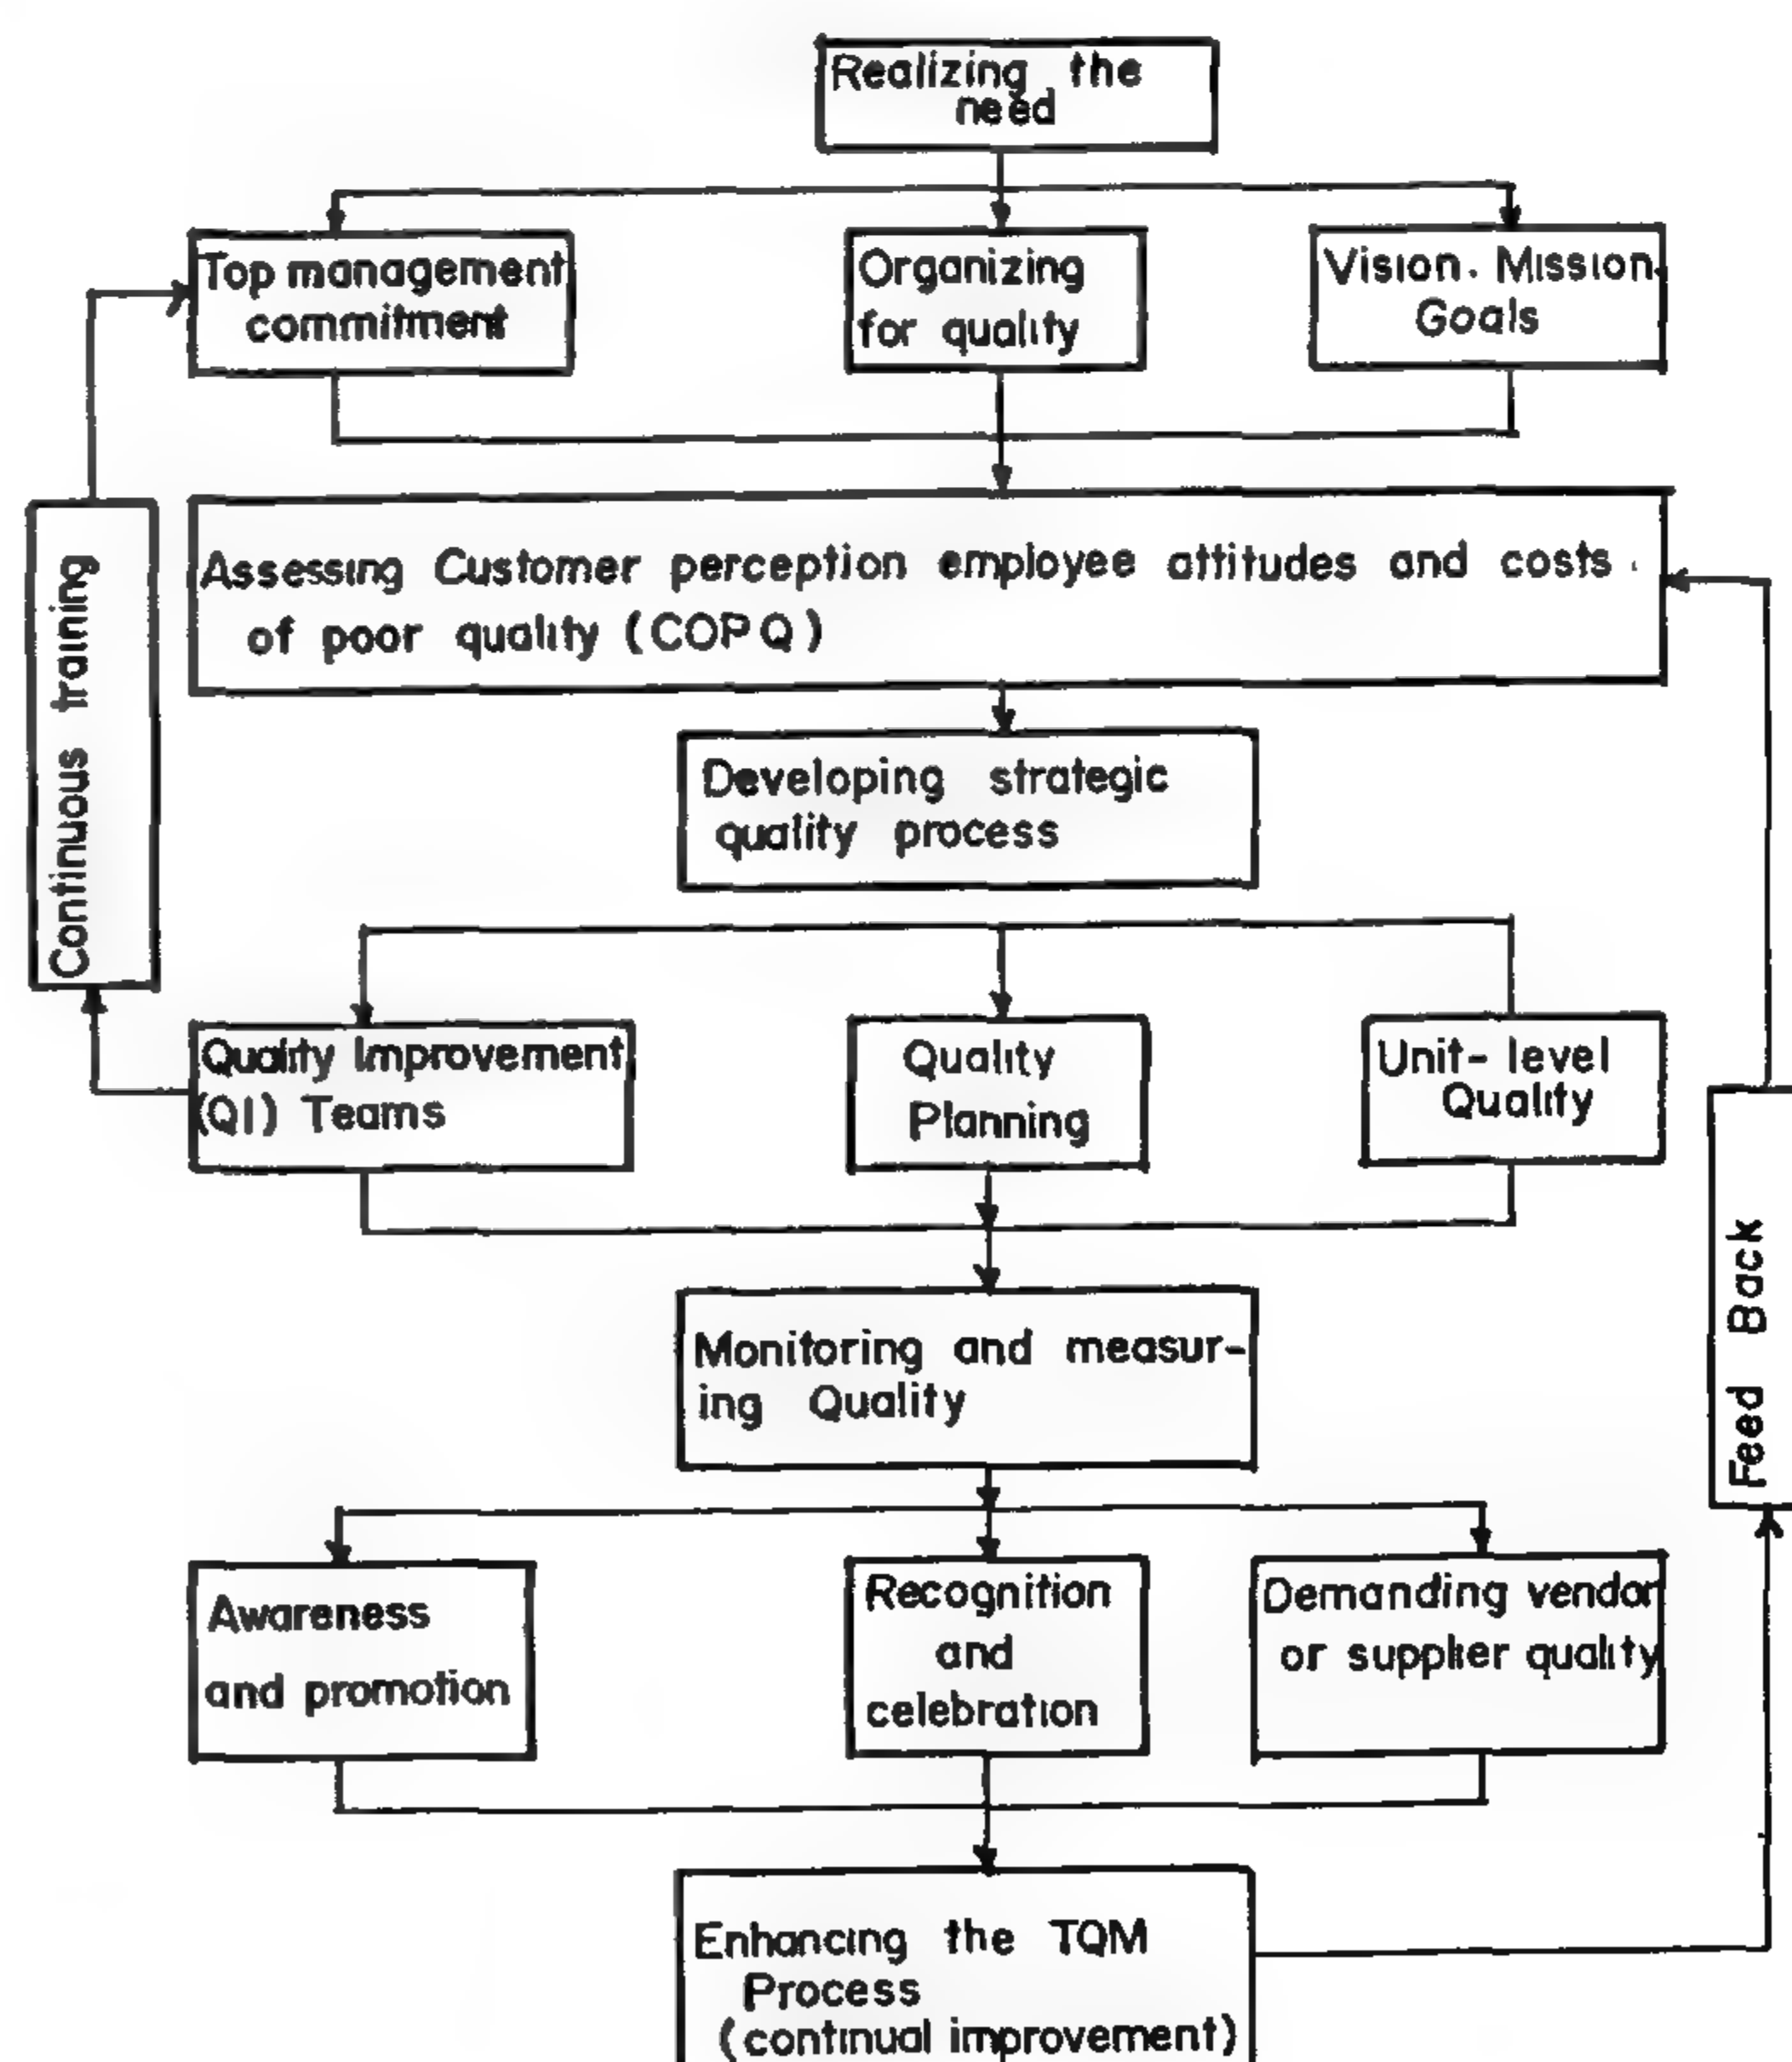 Realizing the
need
Top management
commitment
Organizing
for quality
Vision. Mission.
Goals
Continuous training
Assessing Customer perception employee attitudes and costs.
of poor quality (COPQ)
Developing strategic
quality process
Quality Improvement
(QI) Teams
Quality
Planning
Unit-level
Quality
Monitoring and measur-
ing Quality
Feed Back
Awareness
and promotion
Recognition
and
celebration
Demanding vendor
or supplier quality
Enhancing the TQM
Process
(continual improvement)